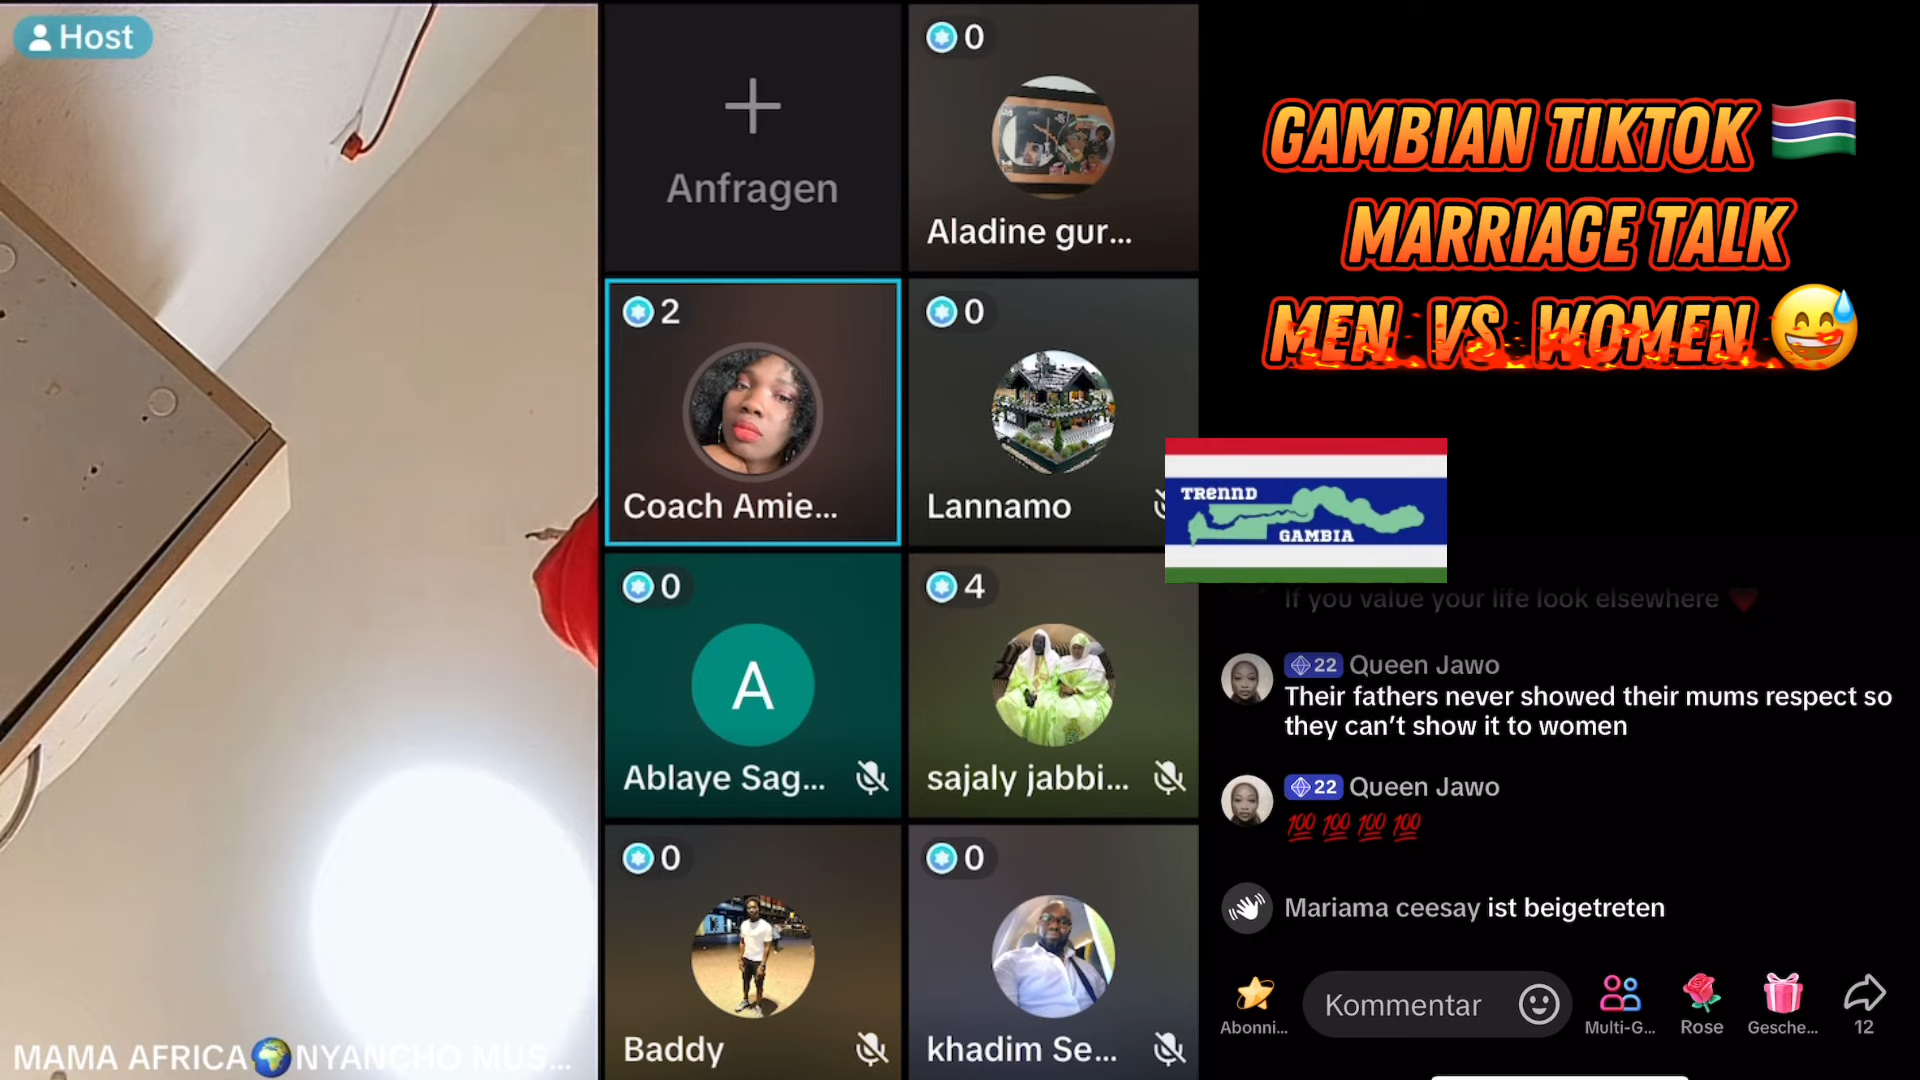 Host
MAMA AFRICA🌍NYANCHO MUS...
Anfragen
0
Aladine gur...
2
Coach Amie...
0
Lannamo
0
A
Ablaye Sag...
4
sajaly jabbi...
0
Baddy
0
khadim Se...
GAMBIAN TIKTOK 🇬🇲
MARRIAGE TALK
MEN VS WOMEN 😅
TRENND
GAMBIA
If you value your life look elsewhere ❤️
22 Queen Jawo
Their fathers never showed their mums respect so
they can’t show it to women
22 Queen Jawo
💯 💯 💯 💯
Mariama ceesay ist beigetreten
Abonni...
Kommentar
Multi-G...
Rose
Gesche...
12